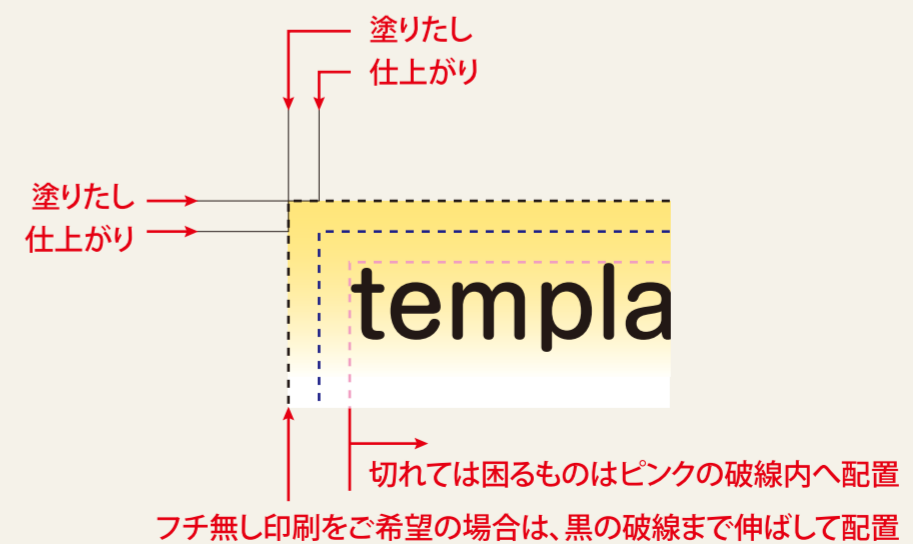 塗りたし
仕上がり
塗りたし
仕上がり
templa
切れては困るものはピンクの破線内へ配置
フチ無し印刷をご希望の場合は、黒の破線まで伸ばして配置